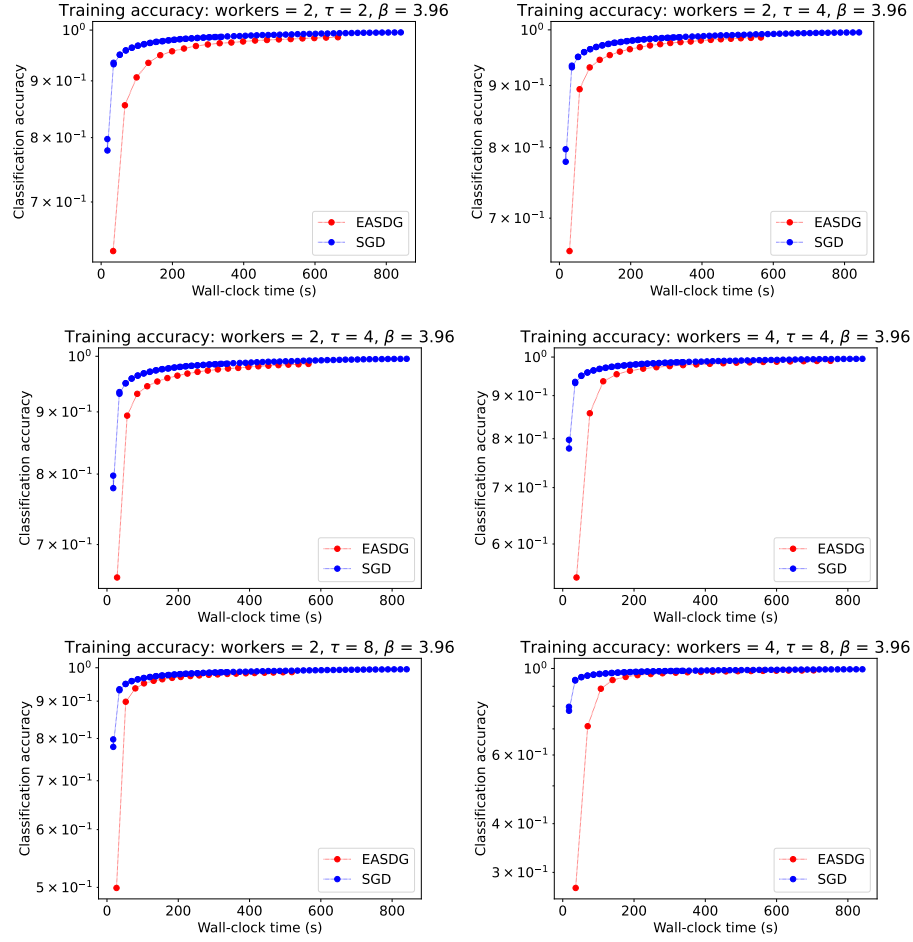 Training accuracy: workers = 2, τ = 2, β = 3.96
10⁰
9 × 10⁻¹
8 × 10⁻¹
7 × 10⁻¹
Classification accuracy
EASDG
SGD
0 200 400 600 800
Wall-clock time (s)
Training accuracy: workers = 2, τ = 4, β = 3.96
10⁰
9 × 10⁻¹
8 × 10⁻¹
7 × 10⁻¹
Classification accuracy
EASDG
SGD
0 200 400 600 800
Wall-clock time (s)
Training accuracy: workers = 2, τ = 4, β = 3.96
10⁰
9 × 10⁻¹
8 × 10⁻¹
7 × 10⁻¹
Classification accuracy
EASDG
SGD
0 200 400 600 800
Wall-clock time (s)
Training accuracy: workers = 4, τ = 4, β = 3.96
10⁰
9 × 10⁻¹
8 × 10⁻¹
7 × 10⁻¹
6 × 10⁻¹
Classification accuracy
EASDG
SGD
0 200 400 600 800
Wall-clock time (s)
Training accuracy: workers = 2, τ = 8, β = 3.96
10⁰
9 × 10⁻¹
8 × 10⁻¹
7 × 10⁻¹
6 × 10⁻¹
5 × 10⁻¹
Classification accuracy
EASDG
SGD
0 200 400 600 800
Wall-clock time (s)
Training accuracy: workers = 4, τ = 8, β = 3.96
10⁰
6 × 10⁻¹
4 × 10⁻¹
3 × 10⁻¹
Classification accuracy
EASDG
SGD
0 200 400 600 800
Wall-clock time (s)